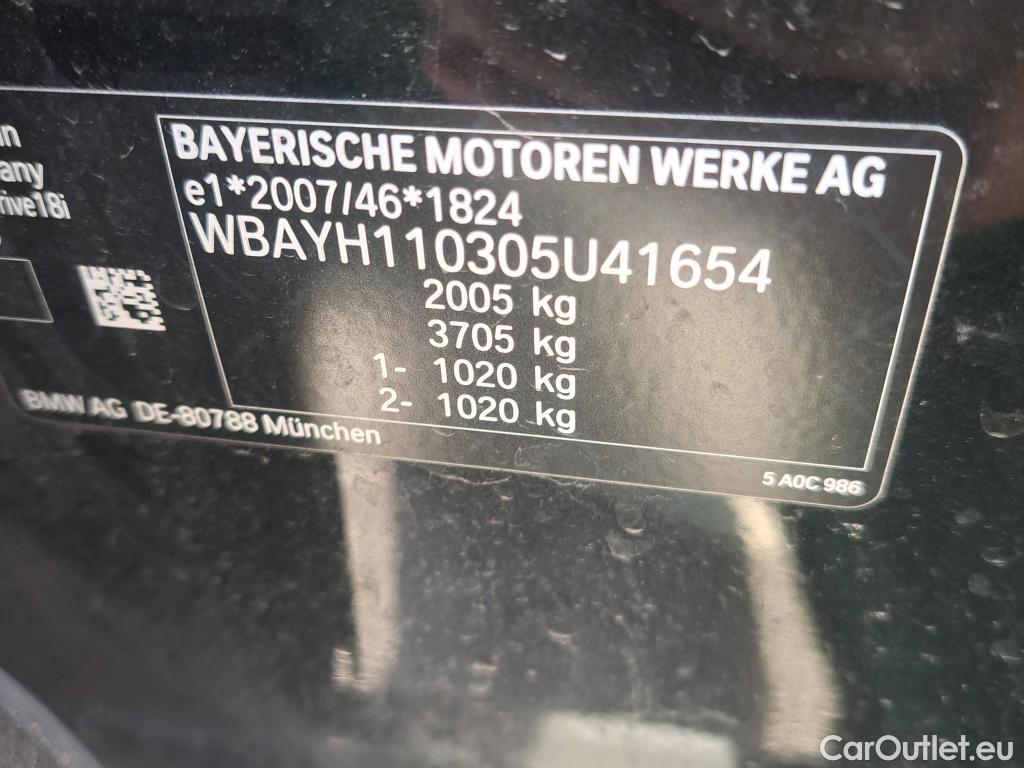 BAYERISCHE MOTOREN WERKE AG
e1*2007/46*1824
WBAYH110305U41654
2005 kg
3705 kg
1- 1020 kg
2- 1020 kg
BMW AG DE-80788 München
5 A0C 986
CarOutlet.eu